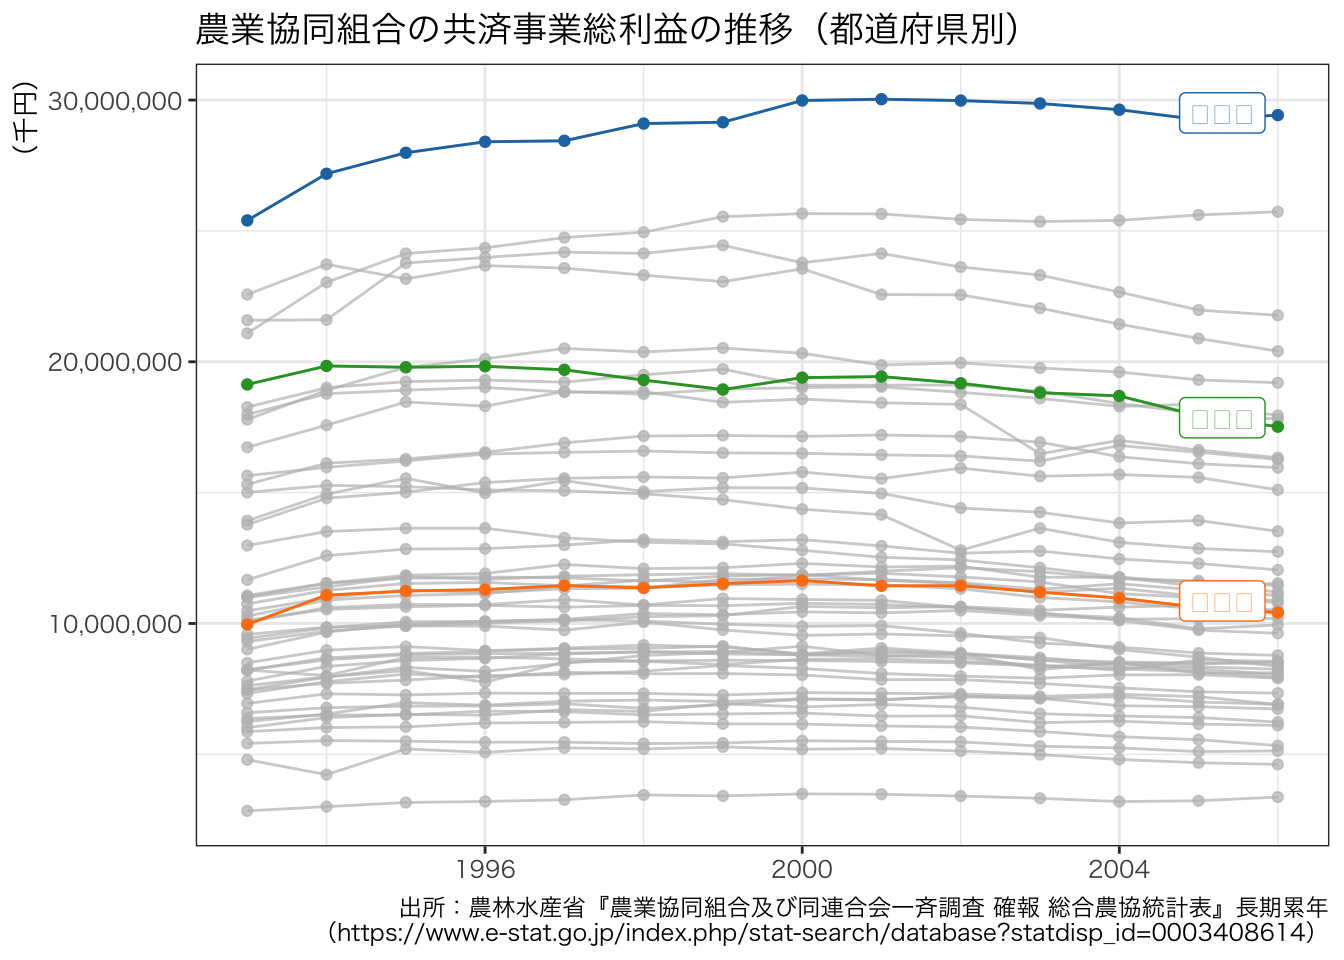 農業協同組合の共済事業総利益の推移（都道府県別）
（千円）
30,000,000
20,000,000
10,000,000
1996
2000
2004
出所：農林水産省『農業協同組合及び同連合会一斉調査 確報 総合農協統計表』長期累年
（https://www.e-stat.go.jp/index.php/stat-search/database?statdisp_id=0003408614）